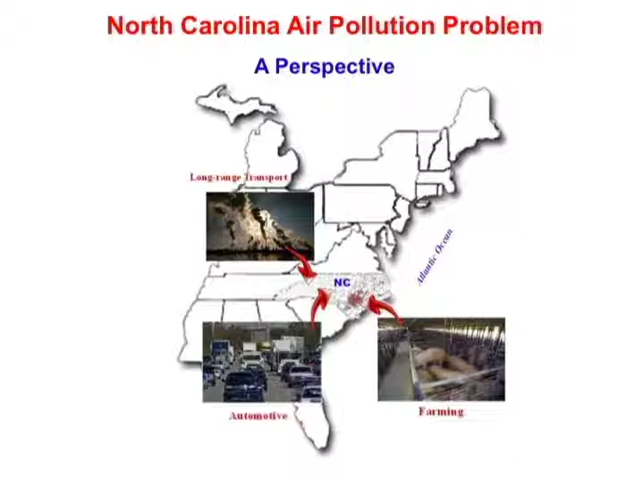 North Carolina Air Pollution Problem
A Perspective
Long-range Transport
Atlantic Ocean
NC
Automotive
Farming